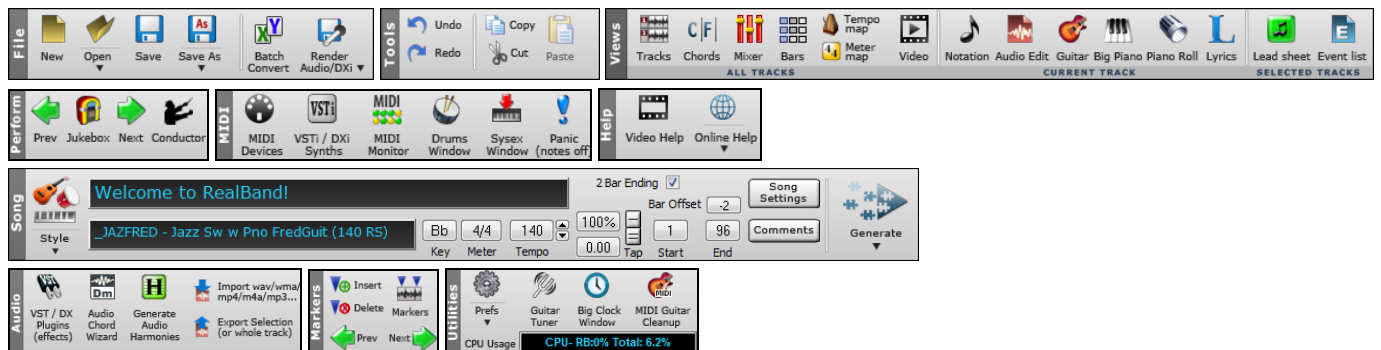 File
New
Open
Save
As
Save As
X Y
Batch
Convert
Render
Audio/DXi
Tools
Undo
Redo
Copy
Cut
Paste
Views
Tracks
C|F|
Chords
Mixer
Bars
Tempo
map
4
4
Meter
map
Video
ALL TRACKS
Notation
Audio Edit
Guitar
Big Piano
Piano Roll
L
Lyrics
CURRENT TRACK
Lead sheet
E
Event list
SELECTED TRACKS
Perform
Prev
Jukebox
Next
Conductor
MIDI
MIDI
Devices
VSTi
VSTi / DXi
Synths
MIDI
MIDI
Monitor
Drums
Window
Sysex
Window
Panic
(notes off)
Help
Video Help
Online Help
Song
Style
Welcome to RealBand!
_JAZFRED - Jazz Sw w Pno FredGuit (140 RS)
Bb
Key
4/4
Meter
140
Tempo
100%
0.00
Tap
2 Bar Ending
Bar Offset
-2
1
Start
96
End
Song
Settings
Comments
Generate
Audio
VST
VST / DX
Plugins
(effects)
Dm
Audio
Chord
Wizard
H
Generate
Audio
Harmonies
Import wav/wma/
mp4/m4a/mp3...
Export Selection
(or whole track)
Markers
Insert
Delete
Markers
Prev
Next
Utilities
Prefs
Guitar
Tuner
Big Clock
Window
MIDI
MIDI Guitar
Cleanup
CPU Usage
CPU- RB:0% Total: 6.2%